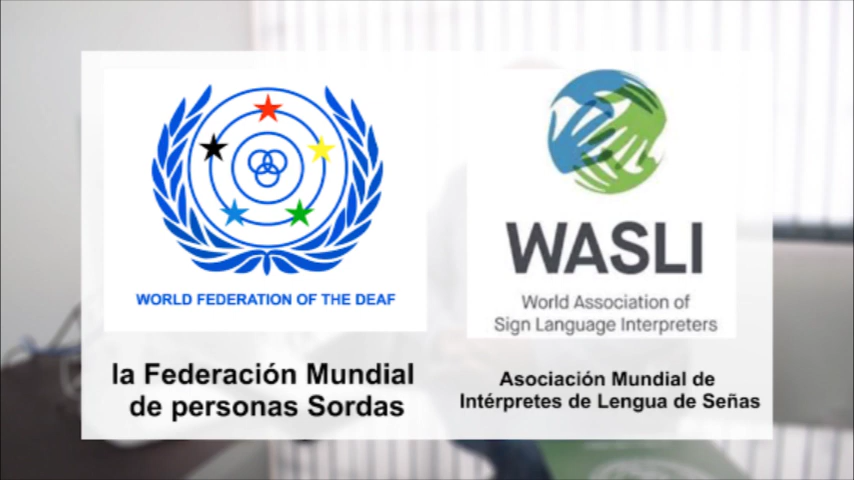 WORLD FEDERATION OF THE DEAF
la Federación Mundial
de personas Sordas
WASLI
World Association of
Sign Language Interpreters
Asociación Mundial de
Intérpretes de Lengua de Señas